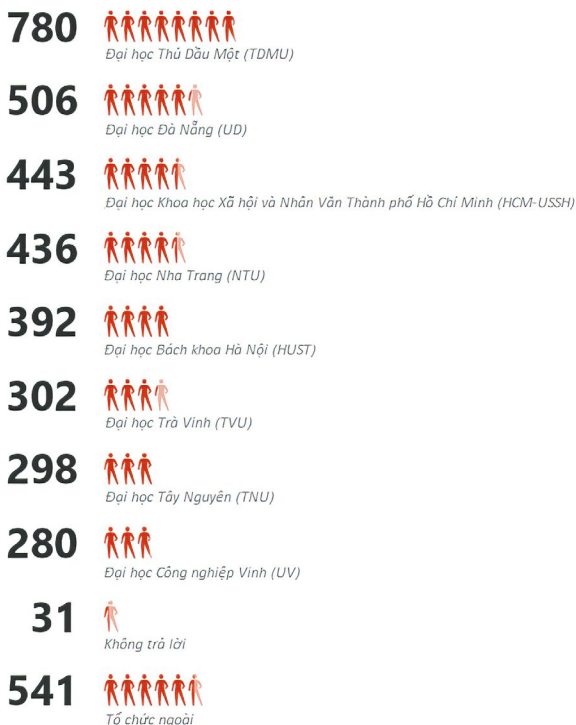 780
Đại học Thủ Dầu Một (TDMU)
506
Đại học Đà Nẵng (UD)
443
Đại học Khoa học Xã hội và Nhân Văn Thành phố Hồ Chí Minh (HCM-USSH)
436
Đại học Nha Trang (NTU)
392
Đại học Bách khoa Hà Nội (HUST)
302
Đại học Trà Vinh (TVU)
298
Đại học Tây Nguyên (TNU)
280
Đại học Công nghiệp Vinh (UV)
31
Không trả lời
541
Tổ chức ngoài